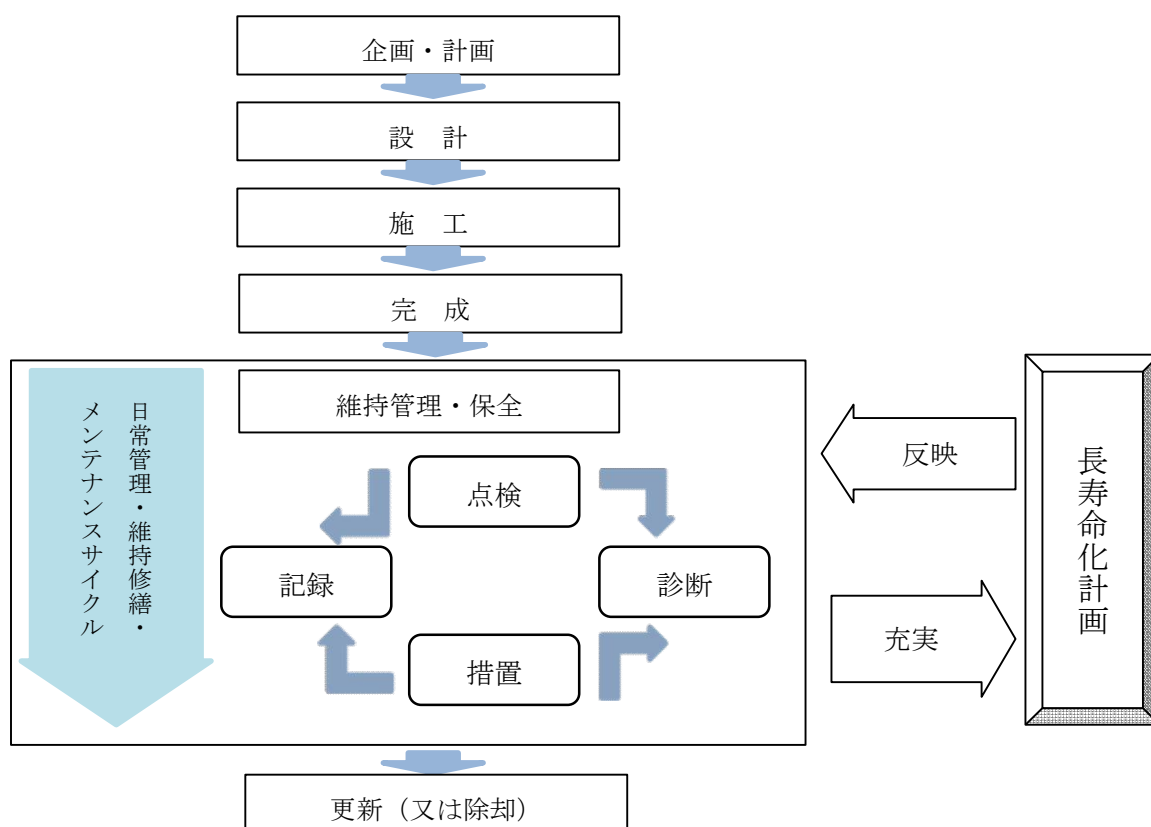 企画・計画
設　計
施　工
完　成
維持管理・保全
日常管理・維持修繕・
メンテナンスサイクル
点検
記録
診断
措置
反映
充実
長寿命化計画
更新（又は除却）